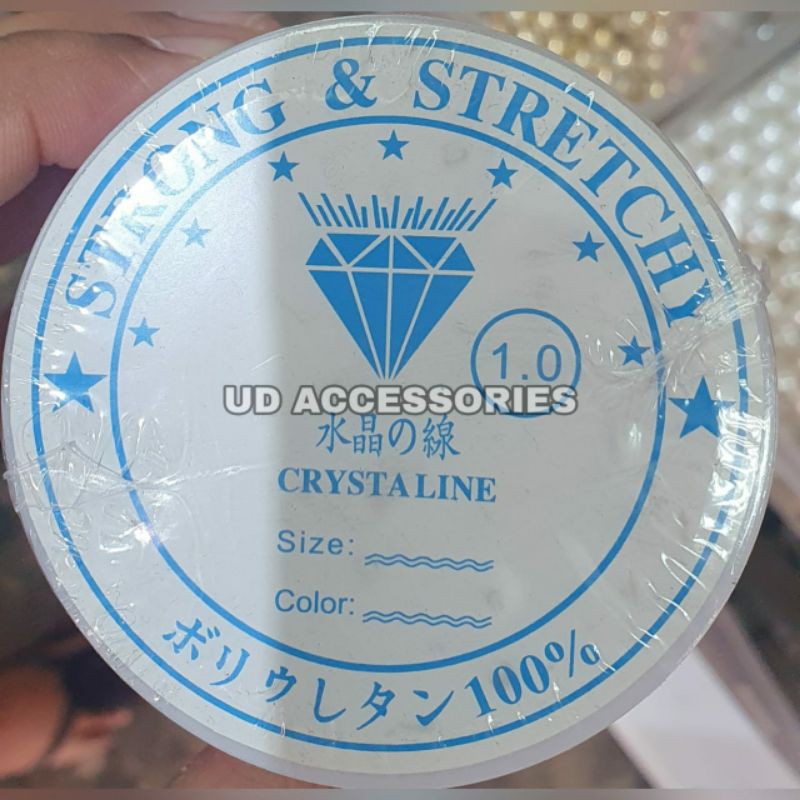 STRONG & STRETCHY
1.0
UD ACCESSORIES
水晶の線
CRYSTALINE
Size:
Color:
ボリウしタン100%